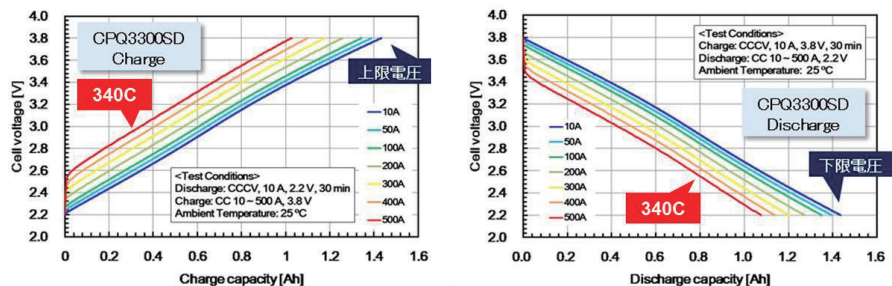 CPQ3300SD
Charge
上限電圧
340C
Cell voltage [V]
4.0
3.8
3.6
3.4
3.2
3.0
2.8
2.6
2.4
2.2
2.0
10A
50A
100A
200A
300A
400A
500A
<Test Conditions>
Discharge: CCCV, 10 A, 2.2 V, 30 min
Charge: CC 10 ~ 500 A, 3.8 V
Ambient Temperature: 25 ºC
0 0.2 0.4 0.6 0.8 1.0 1.2 1.4 1.6
Charge capacity [Ah]
<Test Conditions>
Charge: CCCV, 10 A, 3.8 V, 30 min
Discharge: CC 10 ~ 500 A, 2.2 V
Ambient Temperature: 25 ºC
CPQ3300SD
Discharge
下限電圧
340C
Cell voltage [V]
4.0
3.8
3.6
3.4
3.2
3.0
2.8
2.6
2.4
2.2
2.0
10A
50A
100A
200A
300A
400A
500A
0.0 0.2 0.4 0.6 0.8 1.0 1.2 1.4 1.6
Discharge capacity [Ah]